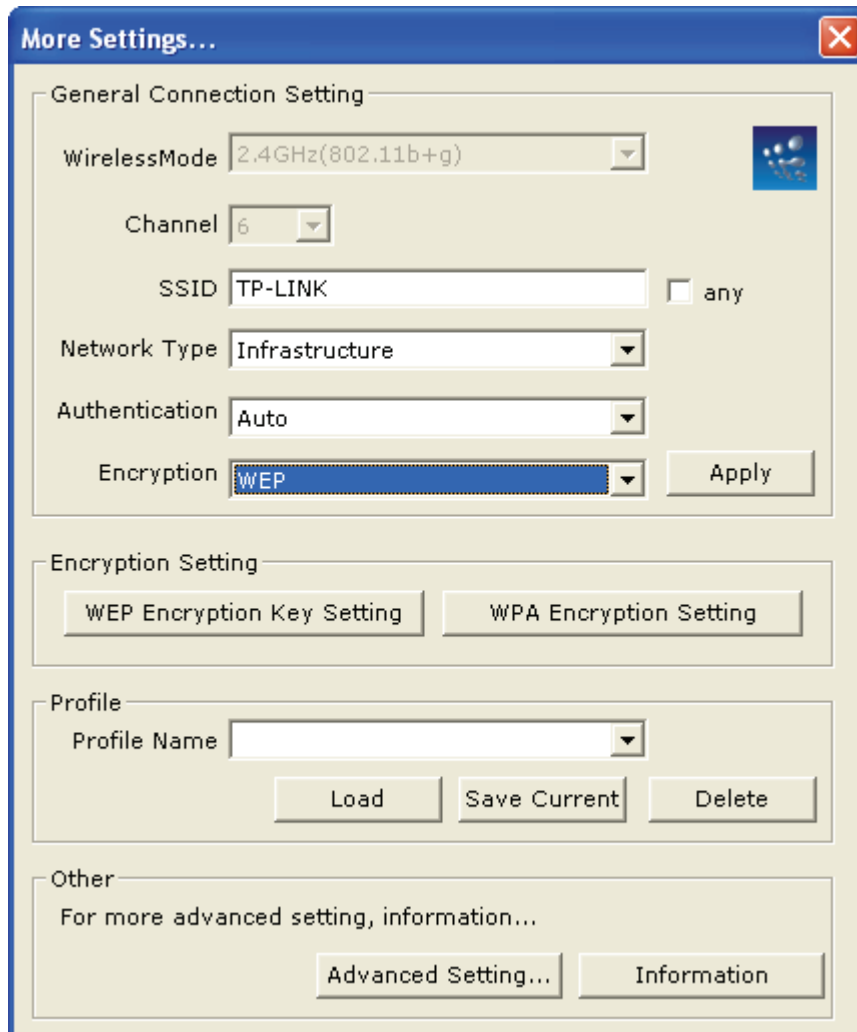 More Settings...
General Connection Setting
WirelessMode 2.4GHz(802.11b+g)
Channel 6
SSID TP-LINK any
Network Type Infrastructure
Authentication Auto
Encryption WEP Apply
Encryption Setting
WEP Encryption Key Setting WPA Encryption Setting
Profile
Profile Name
Load Save Current Delete
Other
For more advanced setting, information...
Advanced Setting... Information